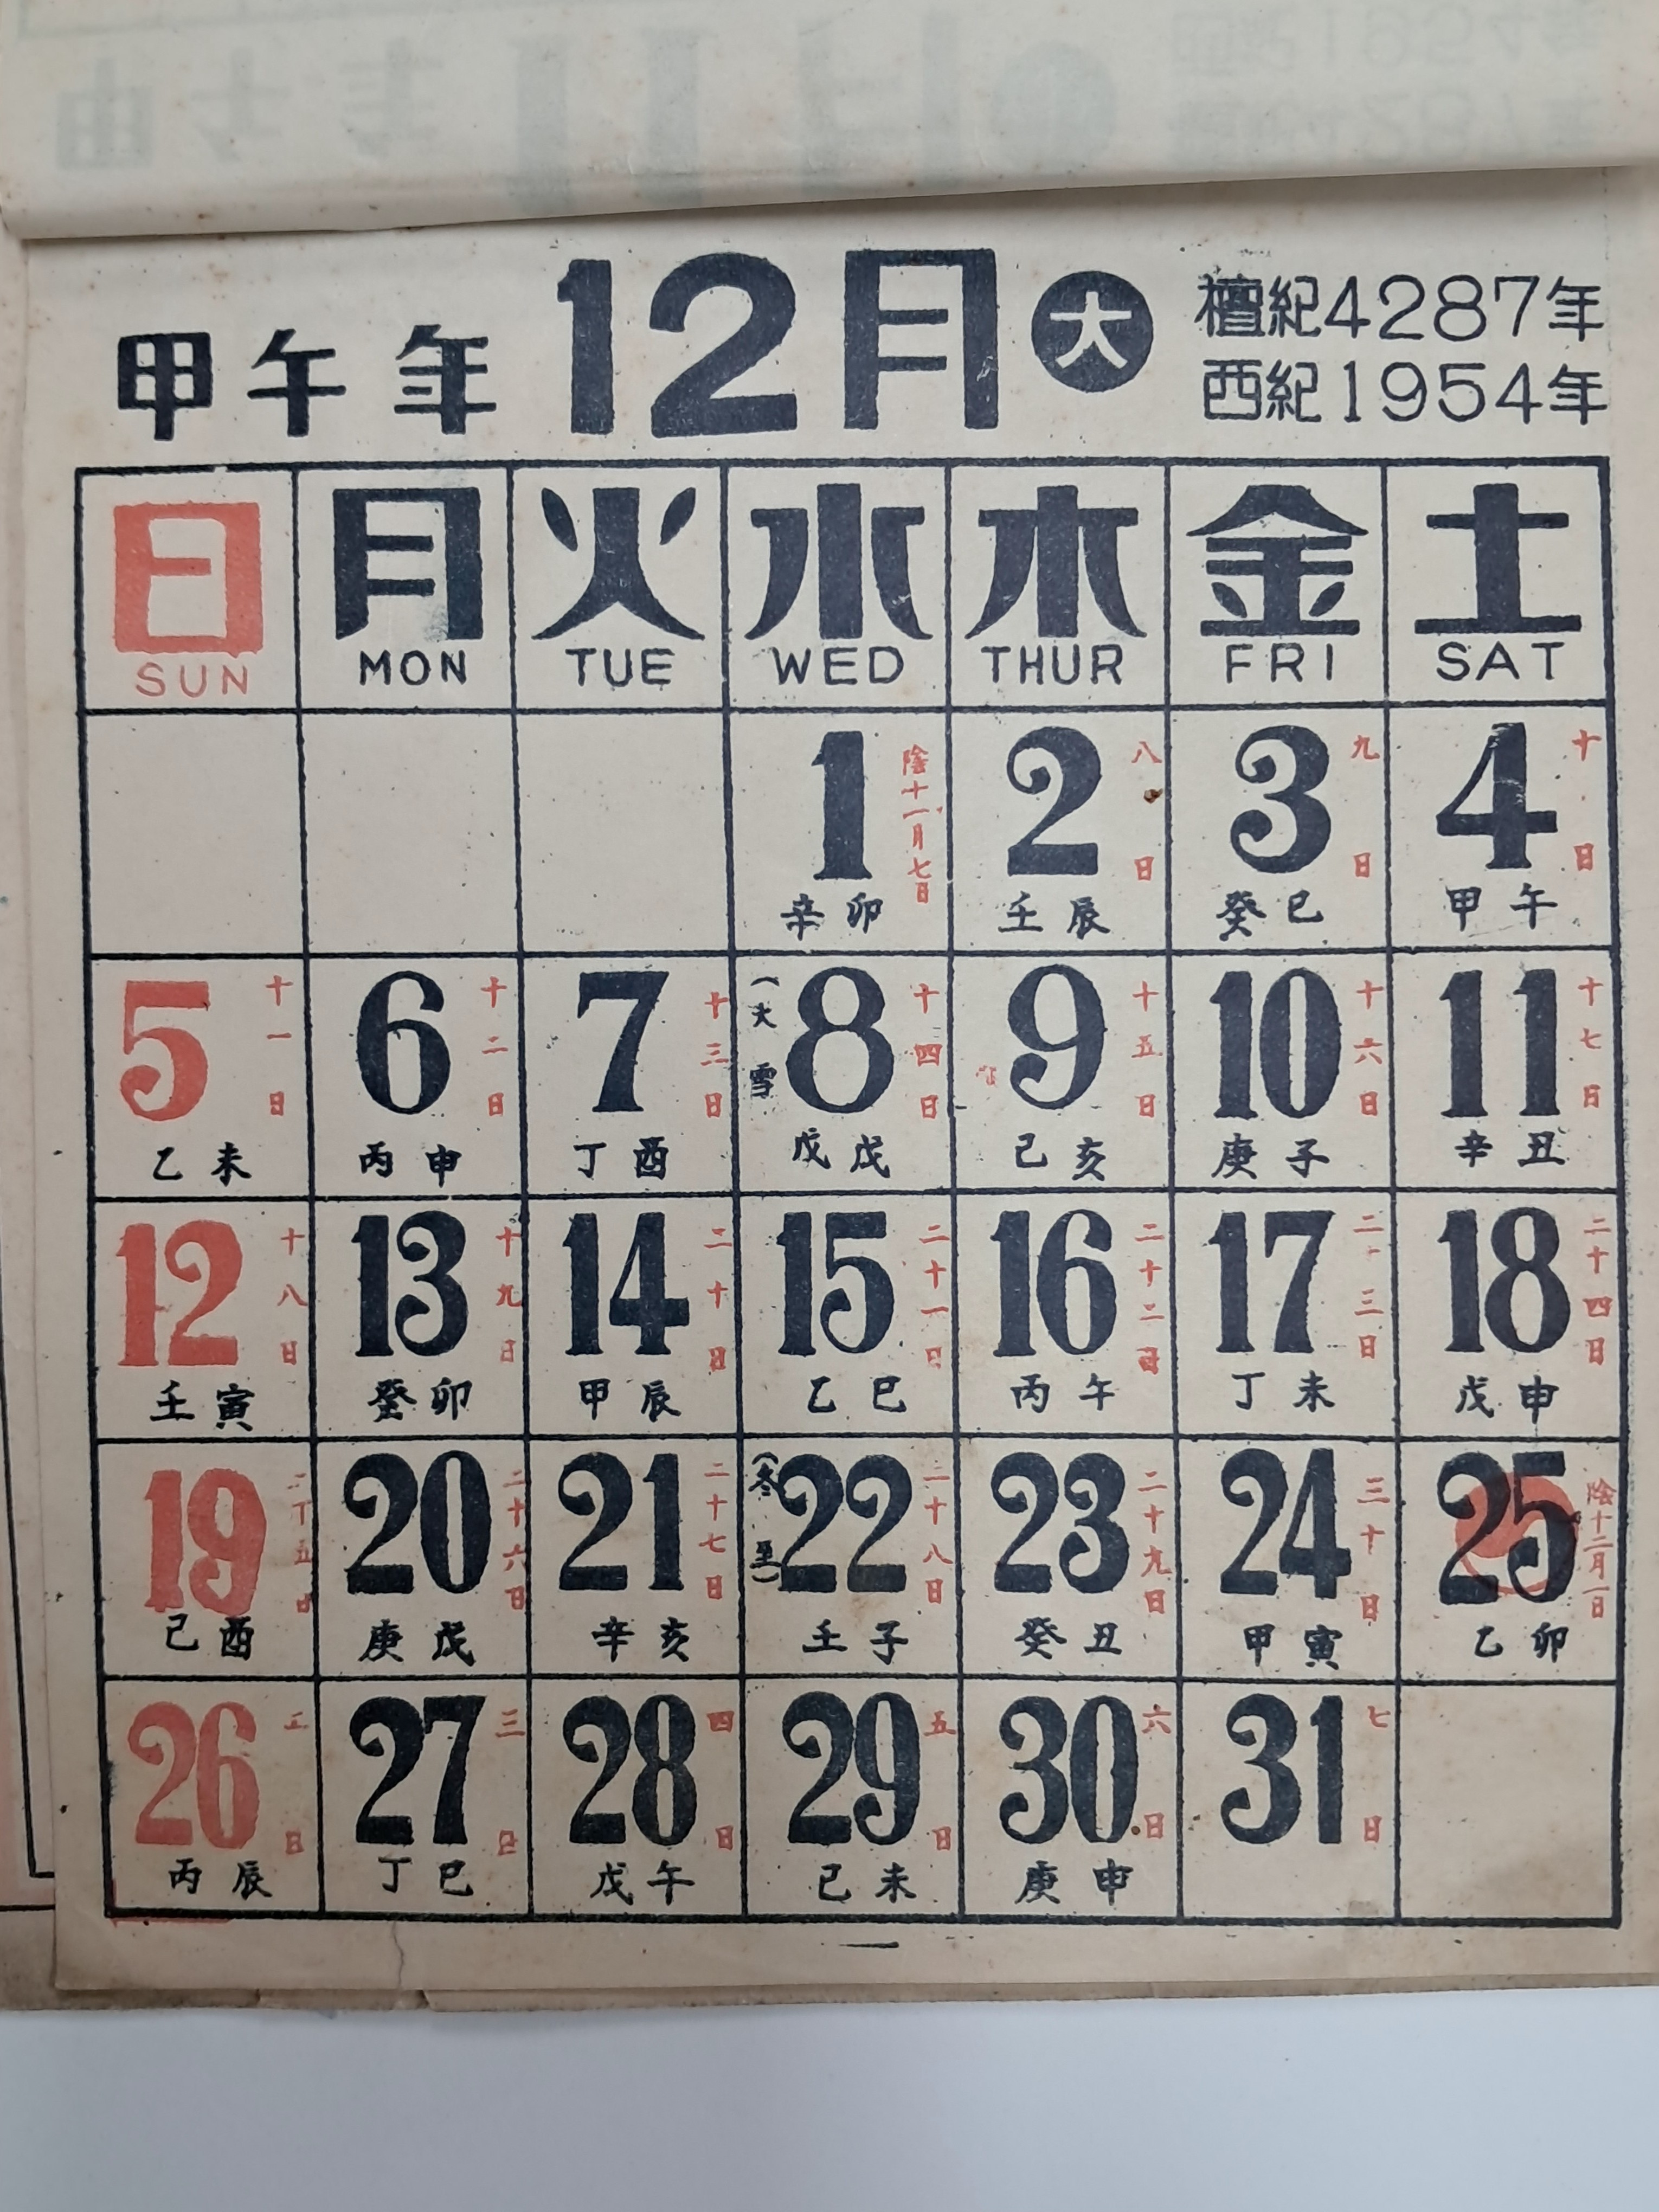 甲午年 12月 大 檀紀4287年
西紀1954年
日 月 火 水 木 金 土
SUN MON TUE WED THUR FRI SAT
1 陰十一月七日 2 八日 3 九日 4 十日
辛卯 壬辰 癸巳 甲午
5 十一日 6 十二日 7 十三日 (大雪 8 十四日 9 十五日 10 十六日 11 十七日
乙未 丙申 丁酉 戊戌 己亥 庚子 辛丑
12 十八日 13 十九日 14 二十日 15 二十一日 16 二十二日 17 二十三日 18 二十四日
壬寅 癸卯 甲辰 乙巳 丙午 丁未 戊申
19 二十五日 20 二十六日 21 二十七日 (冬至) 22 二十八日 23 二十九日 24 三十日 25 陰十二月一日
己酉 庚戌 辛亥 壬子 癸丑 甲寅 乙卯
26 二日 27 三日 28 四日 29 五日 30 六日 31 七日
丙辰 丁巳 戊午 己未 庚申